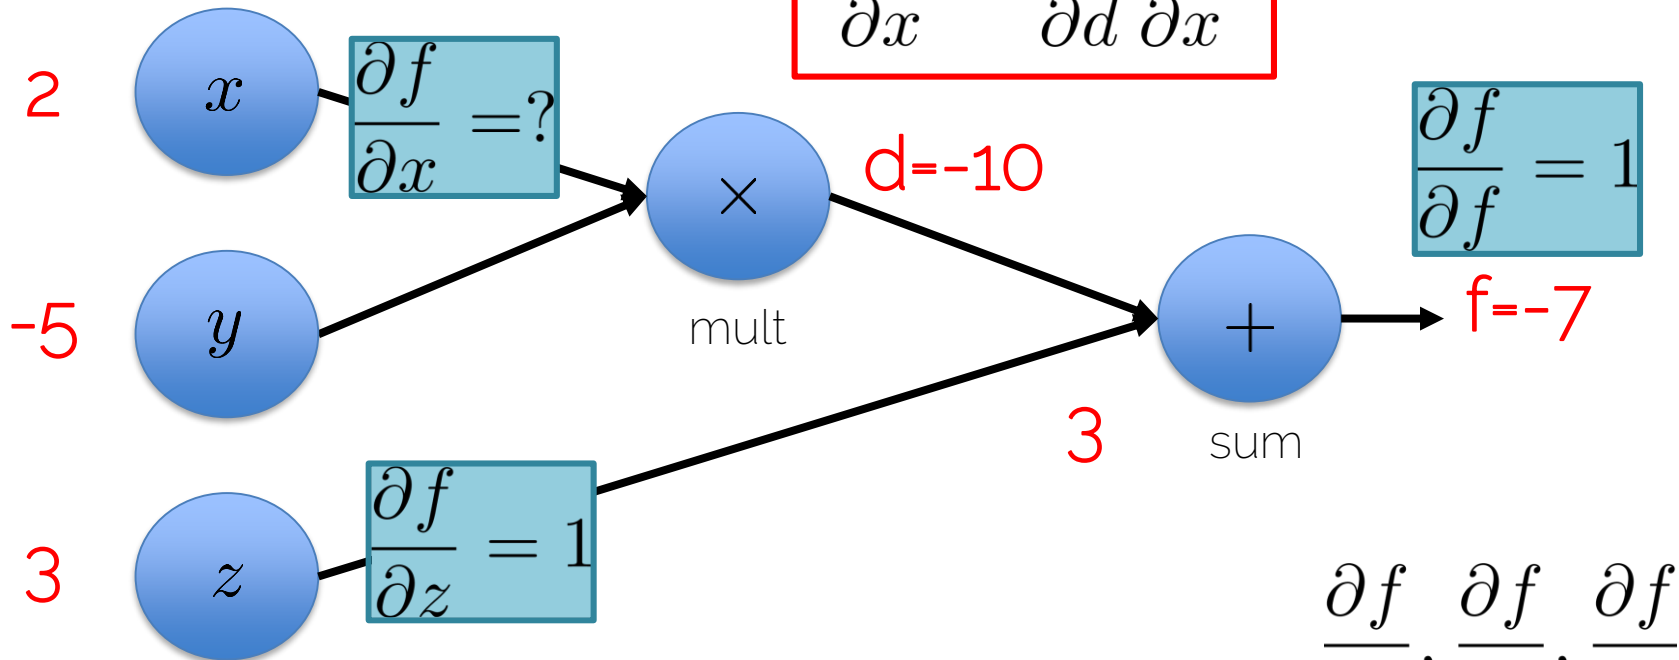 ∂x ∂d ∂x
2
x
∂f/∂x =?
∂f/∂f = 1
d=-10
×
-5
y
mult
f=-7
+
3
sum
3
z
∂f/∂z = 1
∂f, ∂f, ∂f